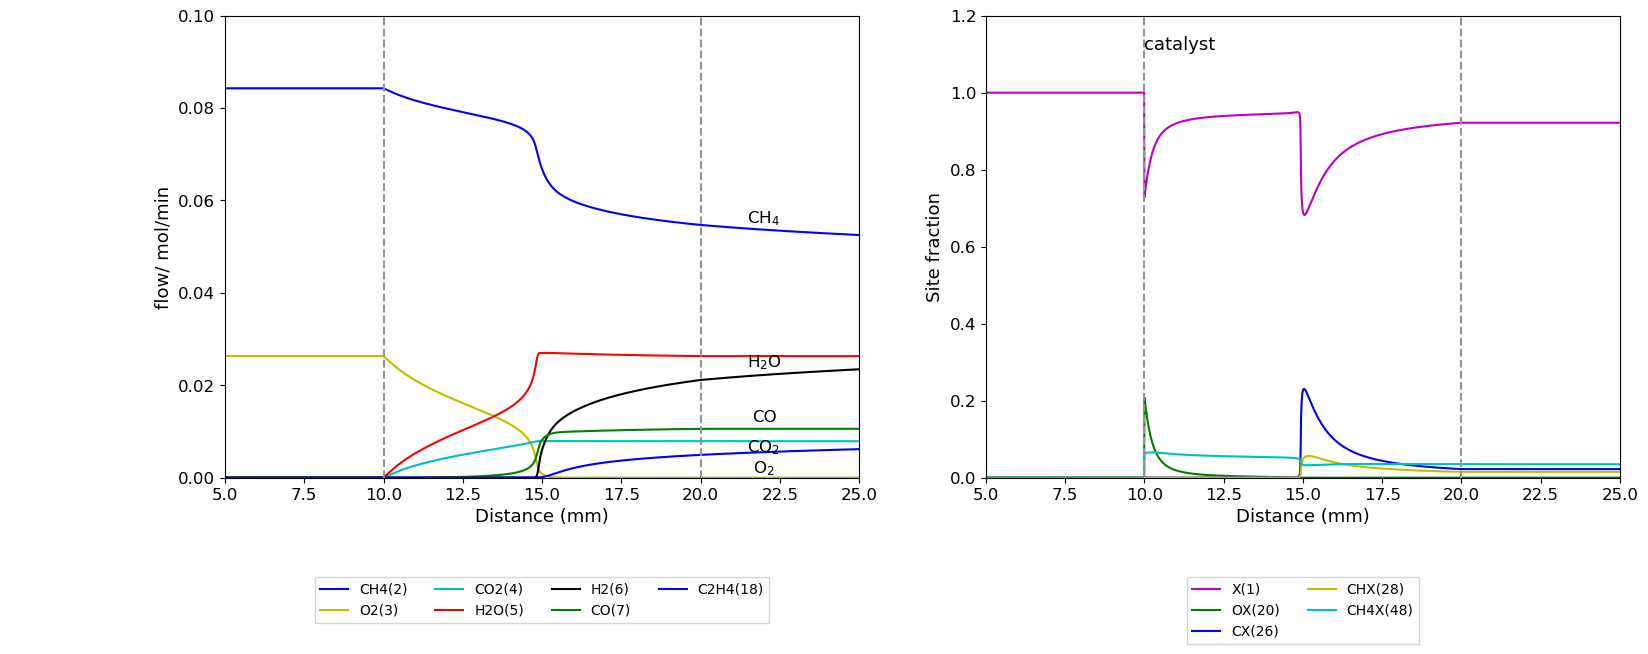 flow/ mol/min
0.10
0.08
0.06
0.04
0.02
0.00
CH₄
H₂O
CO
CO₂
O₂
5.0 7.5 10.0 12.5 15.0 17.5 20.0 22.5 25.0
Distance (mm)
CH4(2) CO2(4) H2(6) C2H4(18)
O2(3) H2O(5) CO(7)
Site fraction
1.2
1.0
0.8
0.6
0.4
0.2
0.0
catalyst
5.0 7.5 10.0 12.5 15.0 17.5 20.0 22.5 25.0
Distance (mm)
X(1) CHX(28)
OX(20) CH4X(48)
CX(26)